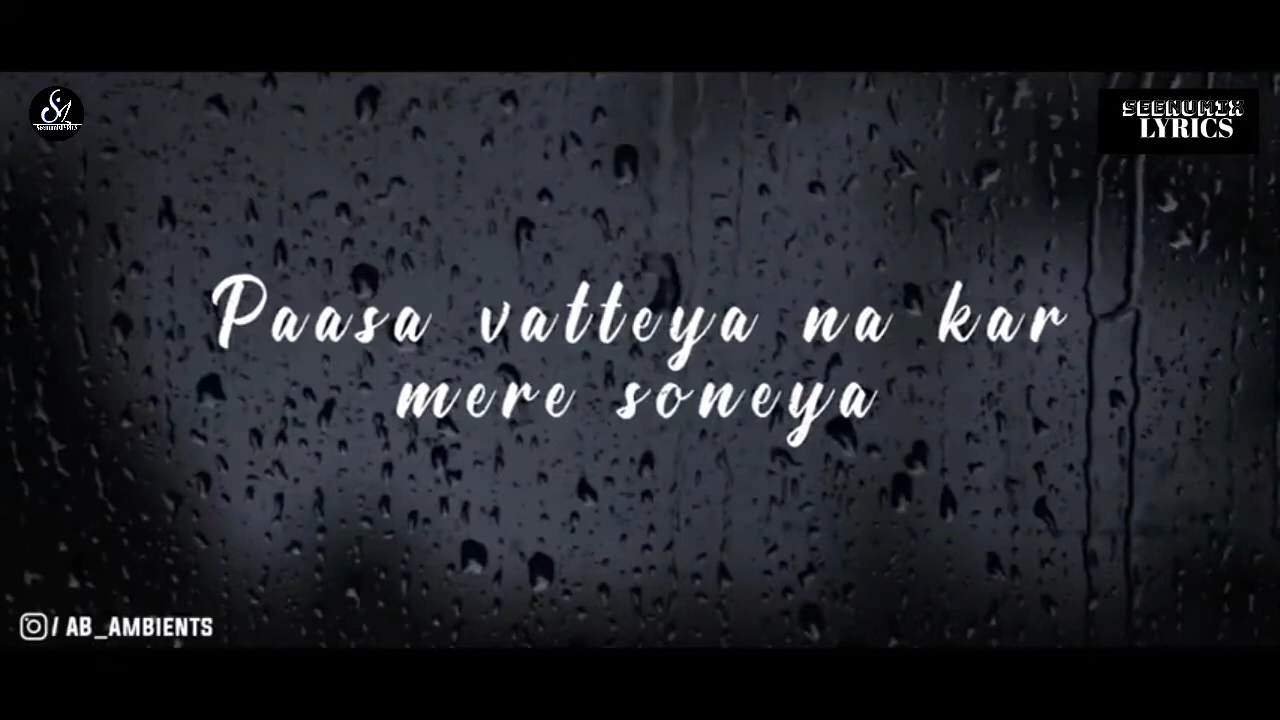 SEENUMIX
LYRICS
Paasa vatteya na kar
mere soneya
/ AB_AMBIENTS